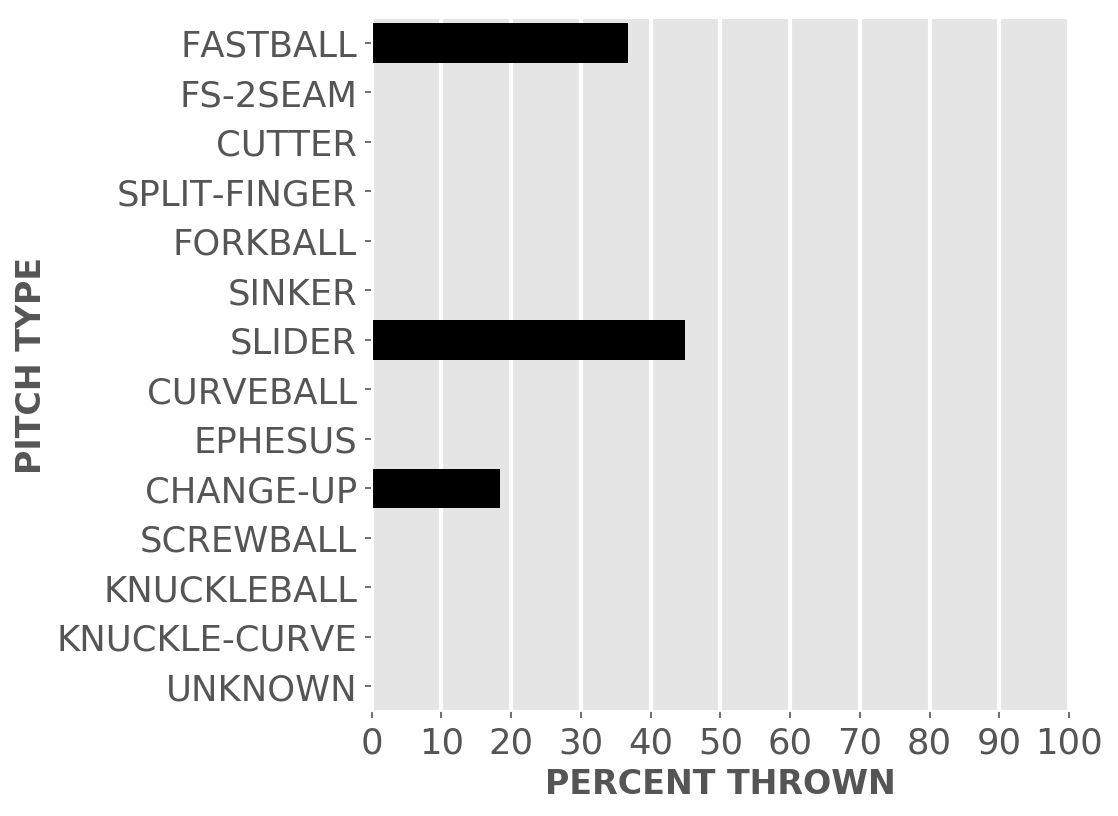 FASTBALL
FS-2SEAM
CUTTER
SPLIT-FINGER
FORKBALL
SINKER
SLIDER
CURVEBALL
EPHESUS
CHANGE-UP
SCREWBALL
KNUCKLEBALL
KNUCKLE-CURVE
UNKNOWN
PITCH TYPE
0 10 20 30 40 50 60 70 80 90 100
PERCENT THROWN